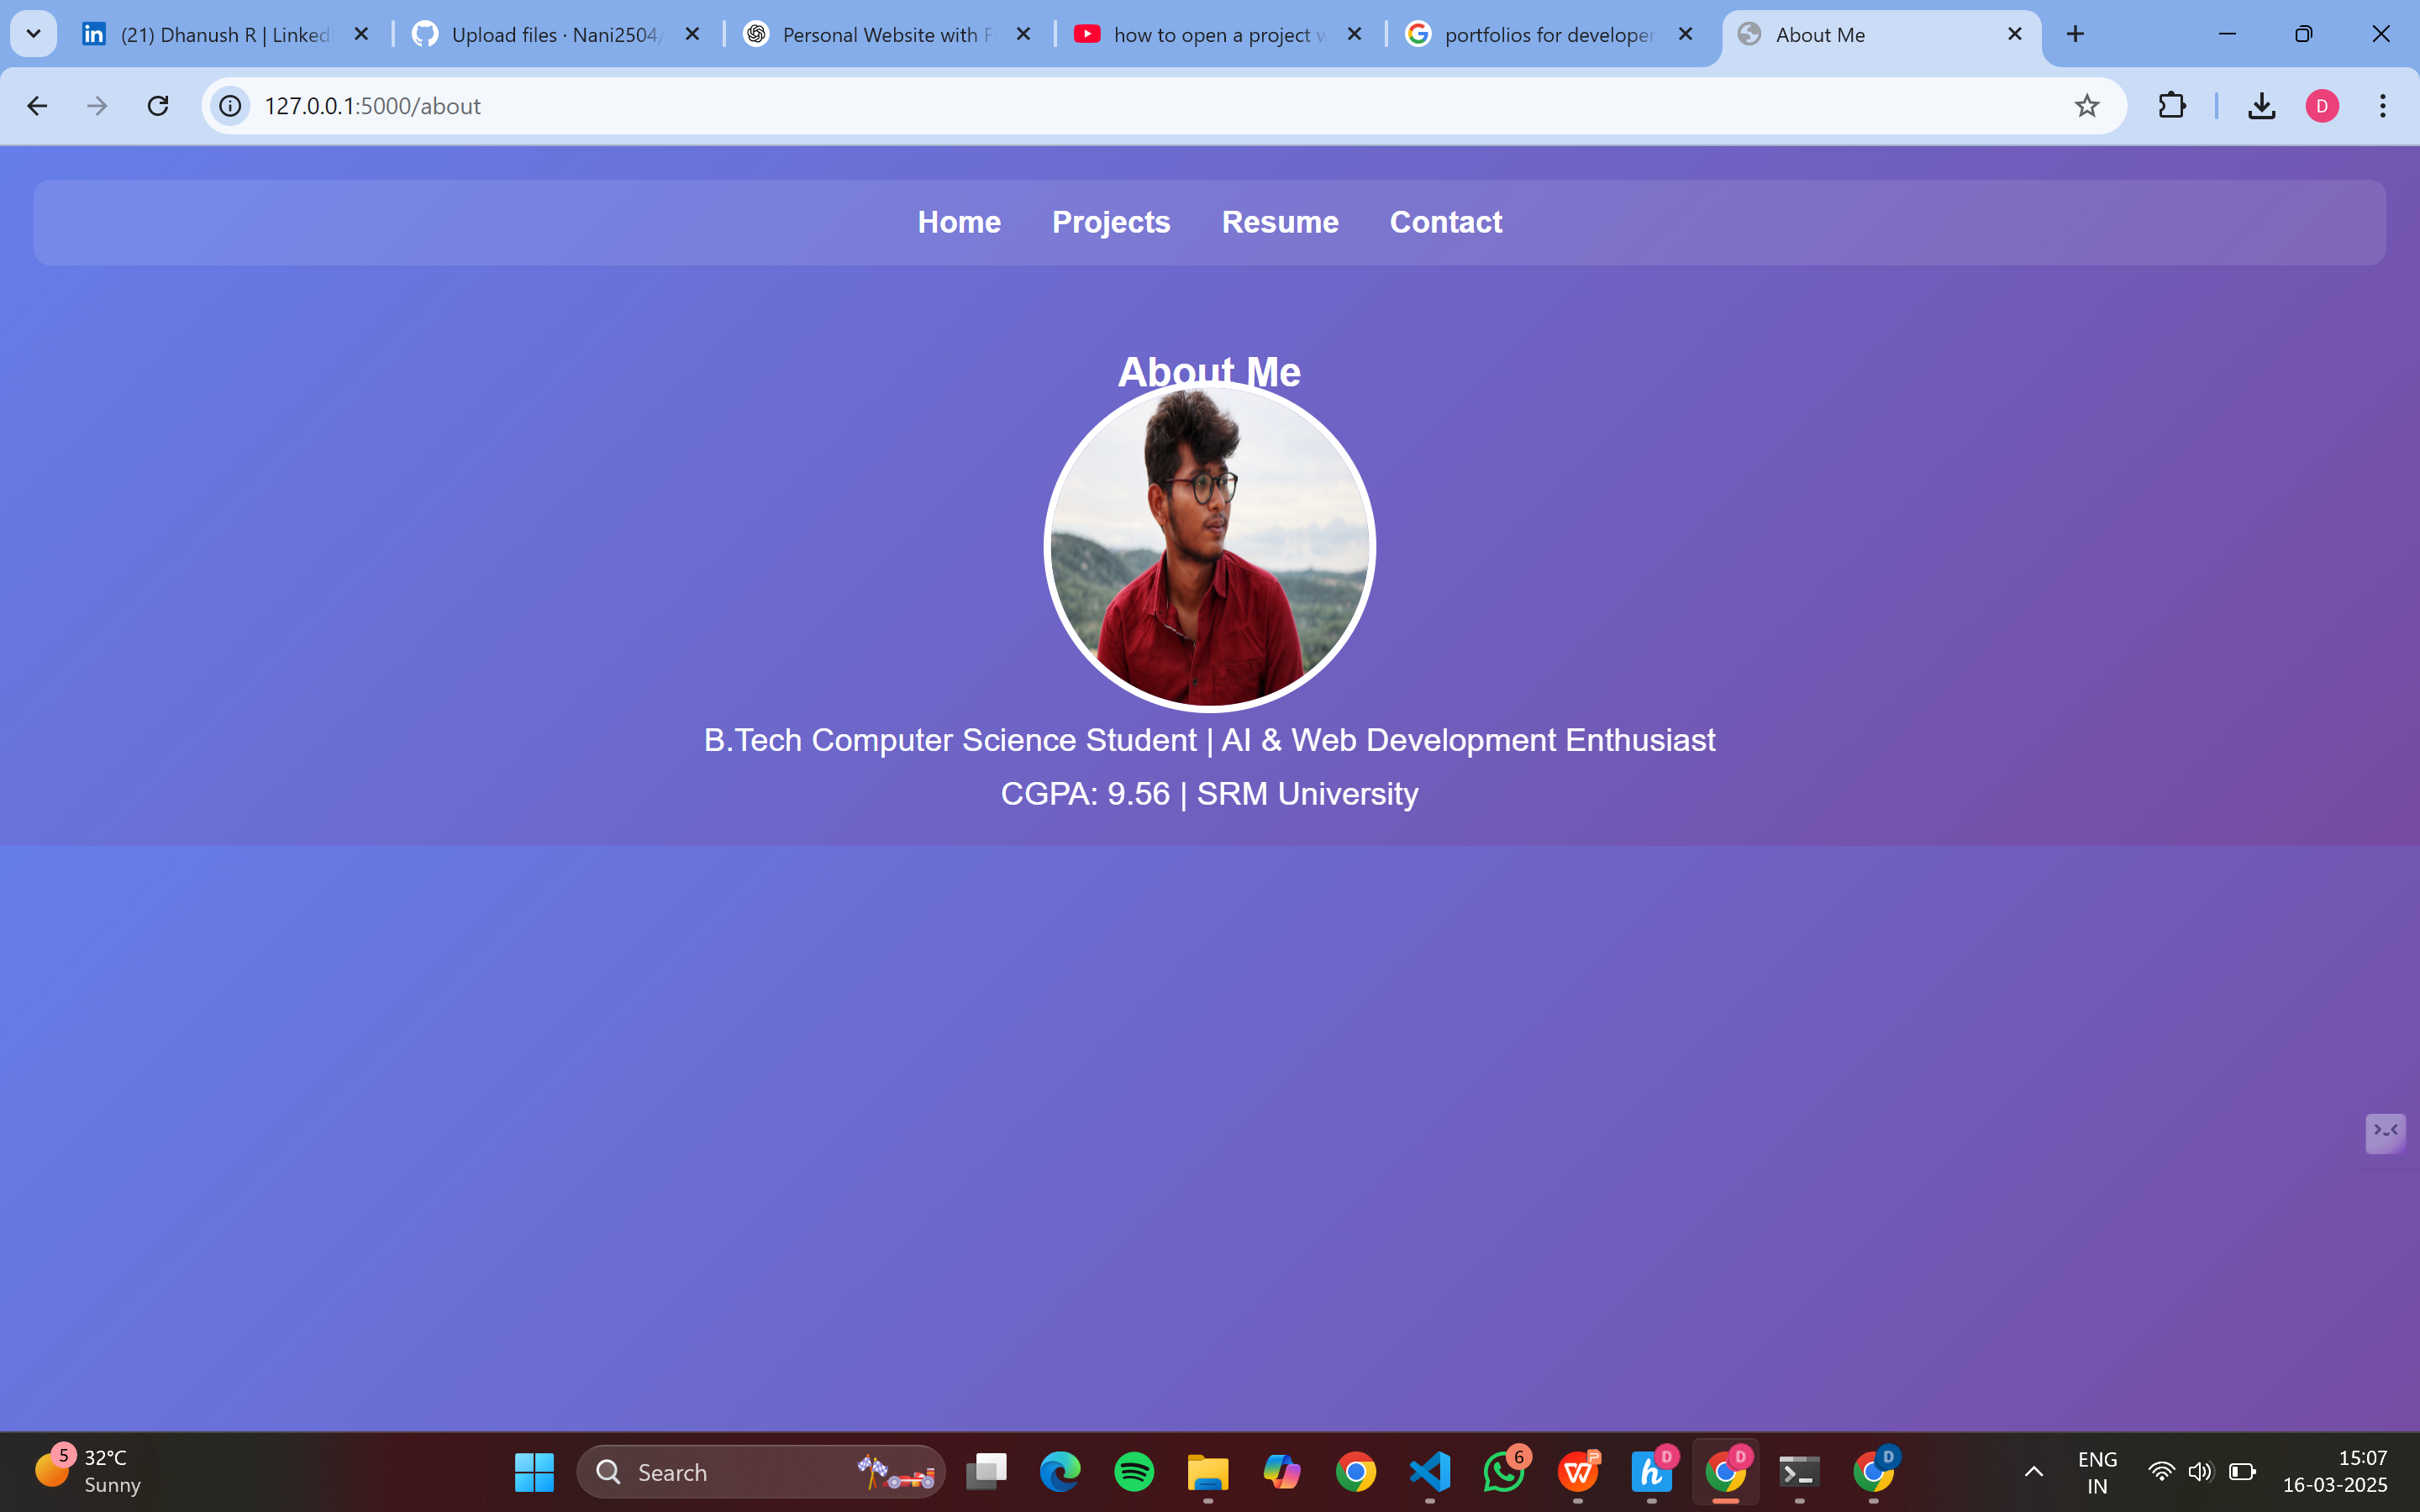 (21) Dhanush R | Linked
Upload files · Nani2504/
Personal Website with F
how to open a project w
portfolios for developer
About Me
127.0.0.1:5000/about
D
Home Projects Resume Contact
About Me
B.Tech Computer Science Student | AI & Web Development Enthusiast
CGPA: 9.56 | SRM University
5
32°C
Sunny
Search
6
D
D
D
ENG
IN
15:07
16-03-2025